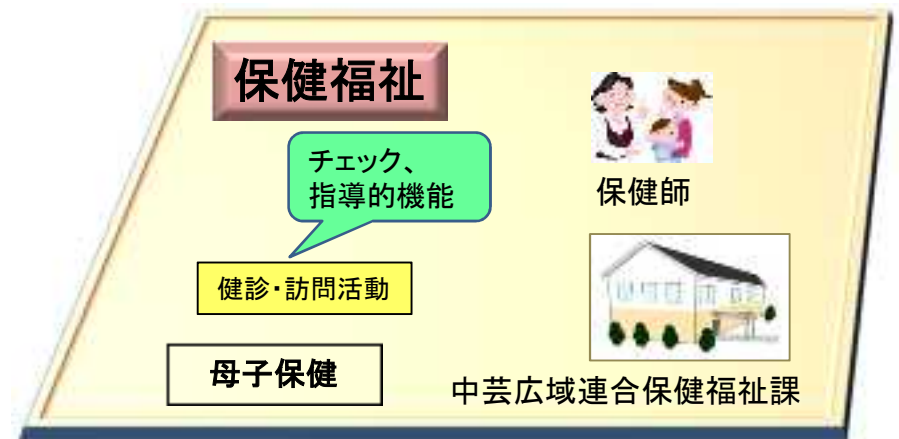 保健福祉
チェック、
指導的機能
保健師
健診・訪問活動
母子保健
中芸広域連合保健福祉課